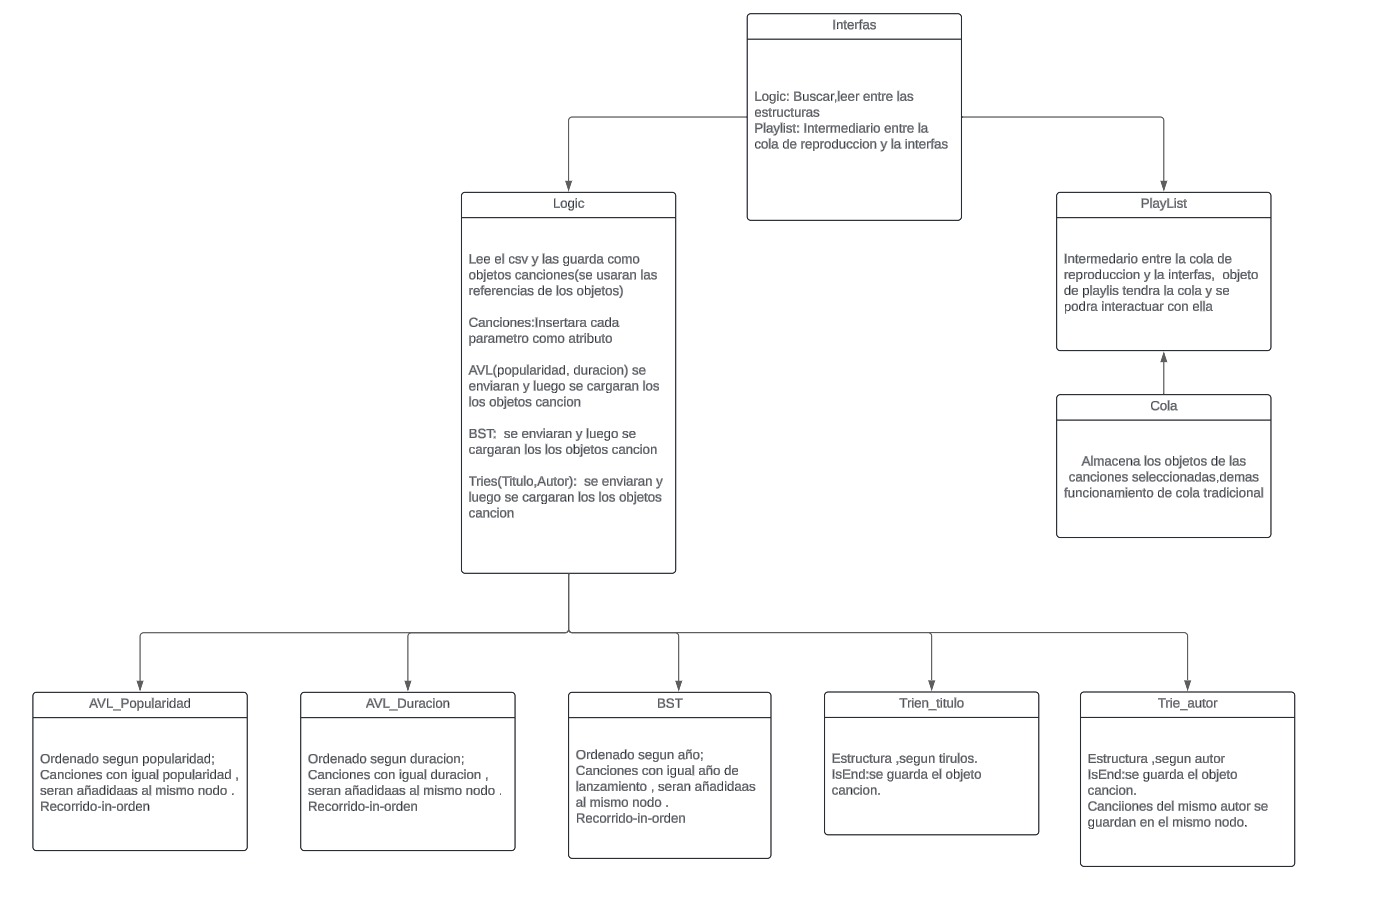 Interfas
Logic: Buscar,leer entre las
estructuras
Playlist: Intermediario entre la
cola de reproduccion y la interfas
Logic
Lee el csv y las guarda como
objetos canciones(se usaran las
referencias de los objetos)
Canciones:Insertara cada
parametro como atributo
AVL(popularidad, duracion) se
enviaran y luego se cargaran los
los objetos cancion
BST:  se enviaran y luego se
cargaran los los objetos cancion
Tries(Titulo,Autor):  se enviaran y
luego se cargaran los los objetos
cancion
PlayList
Intermedario entre la cola de
reproduccion y la interfas,  objeto
de playlis tendra la cola y se
podra interactuar con ella
Cola
Almacena los objetos de las
canciones seleccionadas,demas
funcionamiento de cola tradicional
AVL_Popularidad
Ordenado segun popularidad;
Canciones con igual popularidad ,
seran añadidaas al mismo nodo .
Recorrido-in-orden
AVL_Duracion
Ordenado segun duracion;
Canciones con igual duracion ,
seran añadidaas al mismo nodo .
Recorrido-in-orden
BST
Ordenado segun año;
Canciones con igual año de
lanzamiento , seran añadidaas
al mismo nodo .
Recorrido-in-orden
Trien_titulo
Estructura ,segun tirulos.
IsEnd:se guarda el objeto
cancion.
Trie_autor
Estructura ,segun autor
IsEnd:se guarda el objeto
cancion.
Canciiones del mismo autor se
guardan en el mismo nodo.